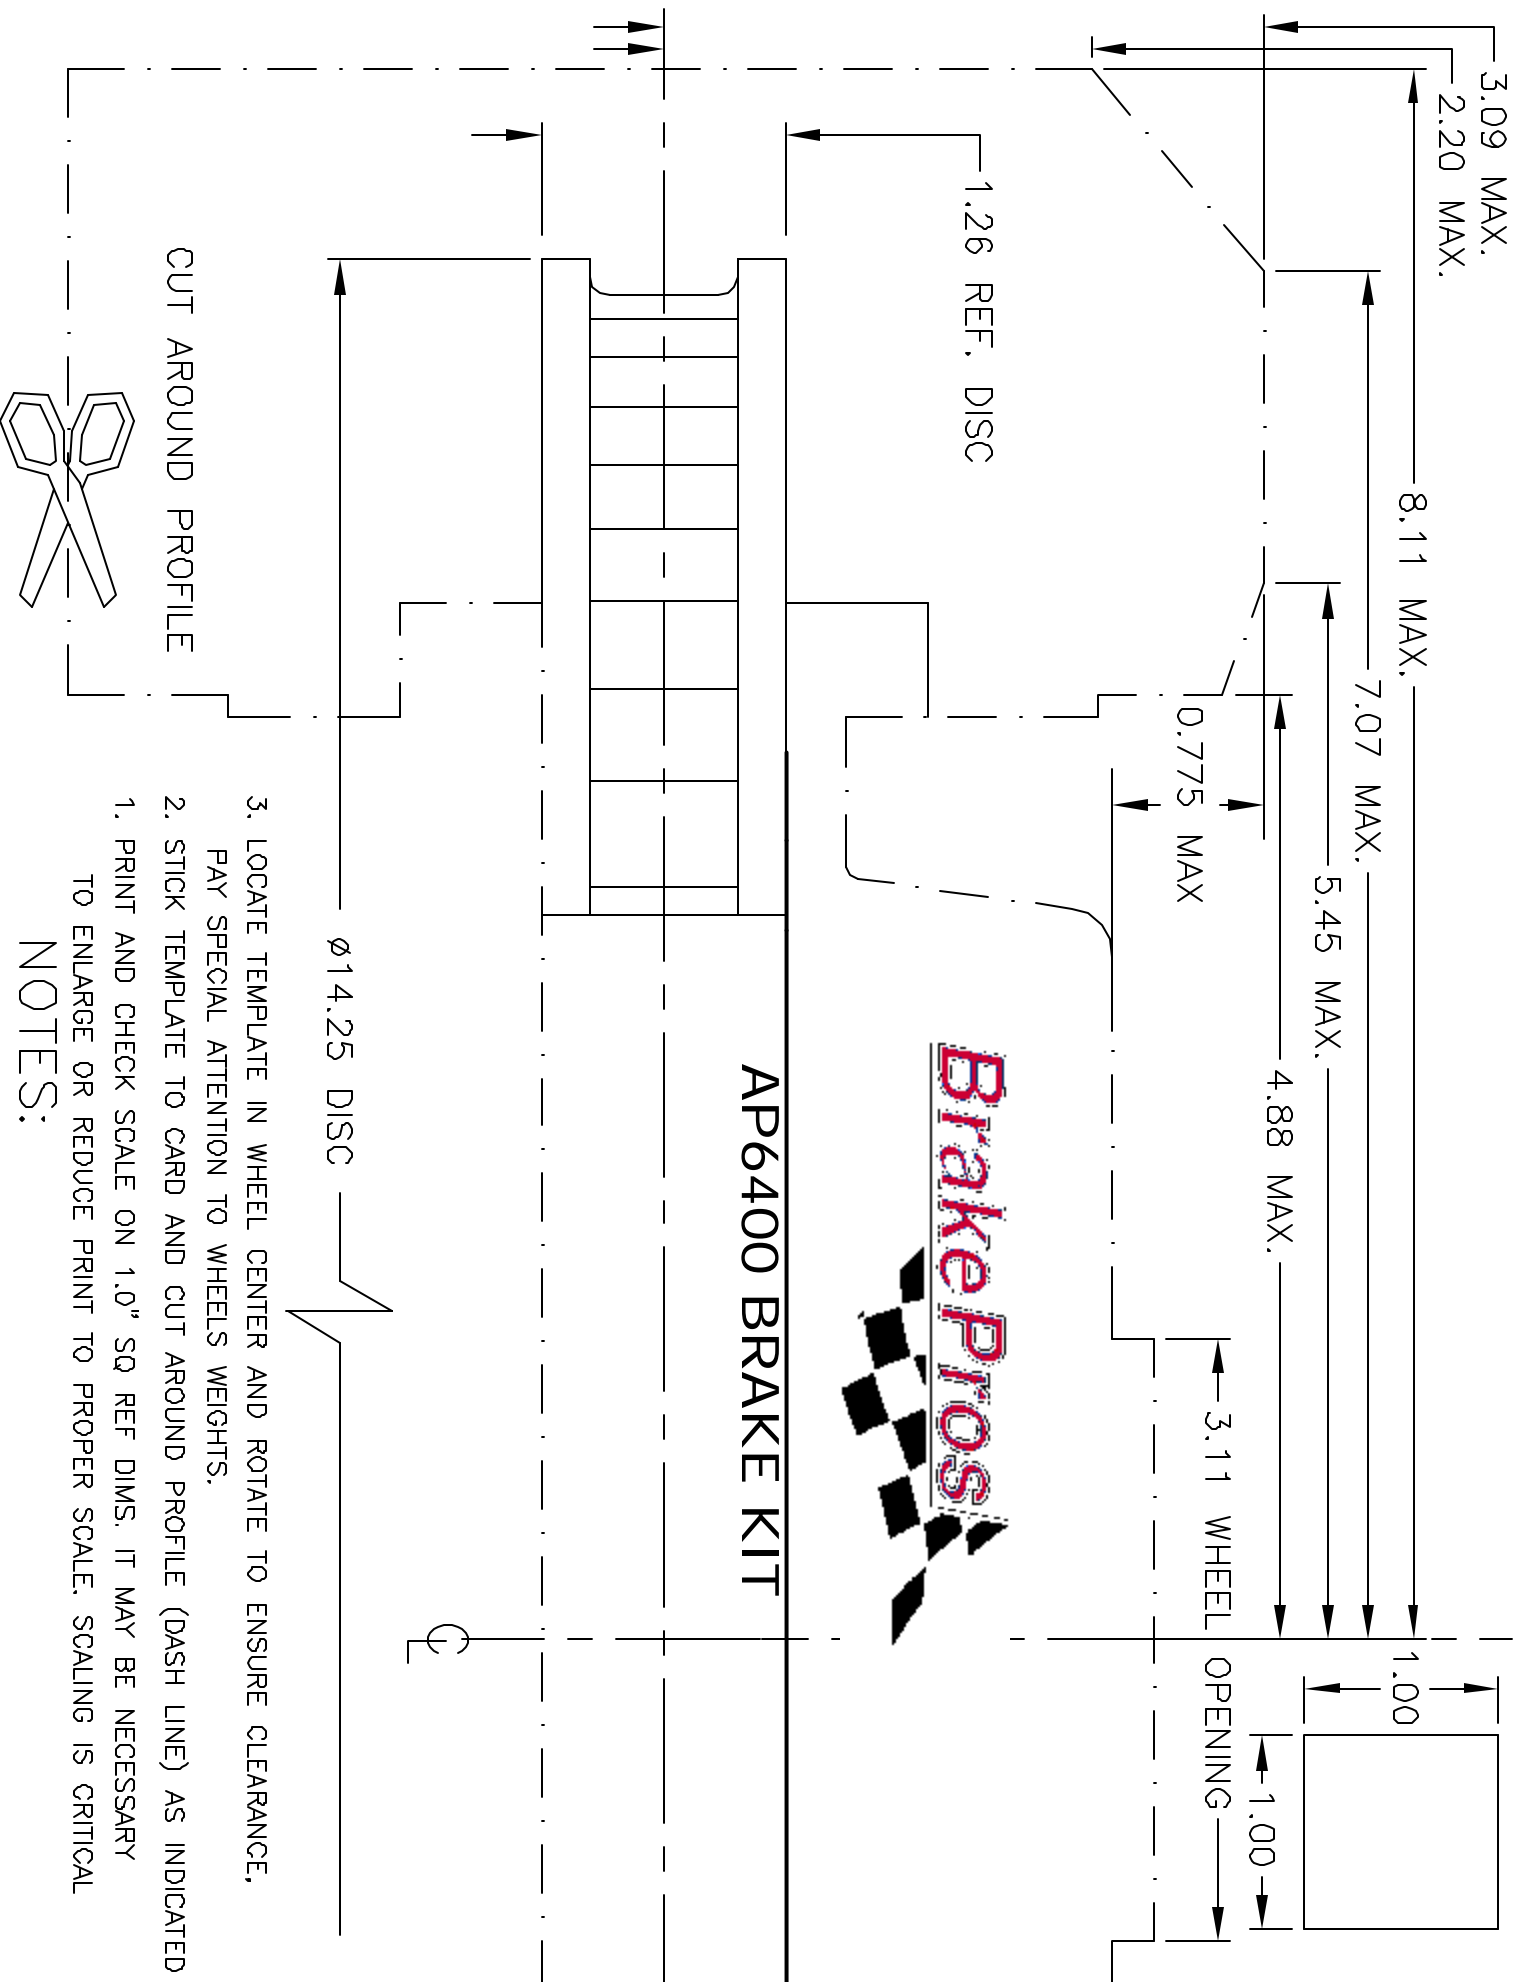 3.09 MAX.
2.20 MAX.
8.11 MAX.
7.07 MAX.
5.45 MAX.
4.88 MAX.
1.00
1.00
3.11 WHEEL OPENING
0.775 MAX
1.26 REF. DISC
BrakePros
AP6400 BRAKE KIT
CUT AROUND PROFILE
Ø14.25 DISC
C
L
3. LOCATE TEMPLATE IN WHEEL CENTER AND ROTATE TO ENSURE CLEARANCE,
PAY SPECIAL ATTENTION TO WHEELS WEIGHTS.
2. STICK TEMPLATE TO CARD AND CUT AROUND PROFILE (DASH LINE) AS INDICATED
1. PRINT AND CHECK SCALE ON 1.0" SQ REF DIMS. IT MAY BE NECESSARY
TO ENLARGE OR REDUCE PRINT TO PROPER SCALE. SCALING IS CRITICAL
NOTES: